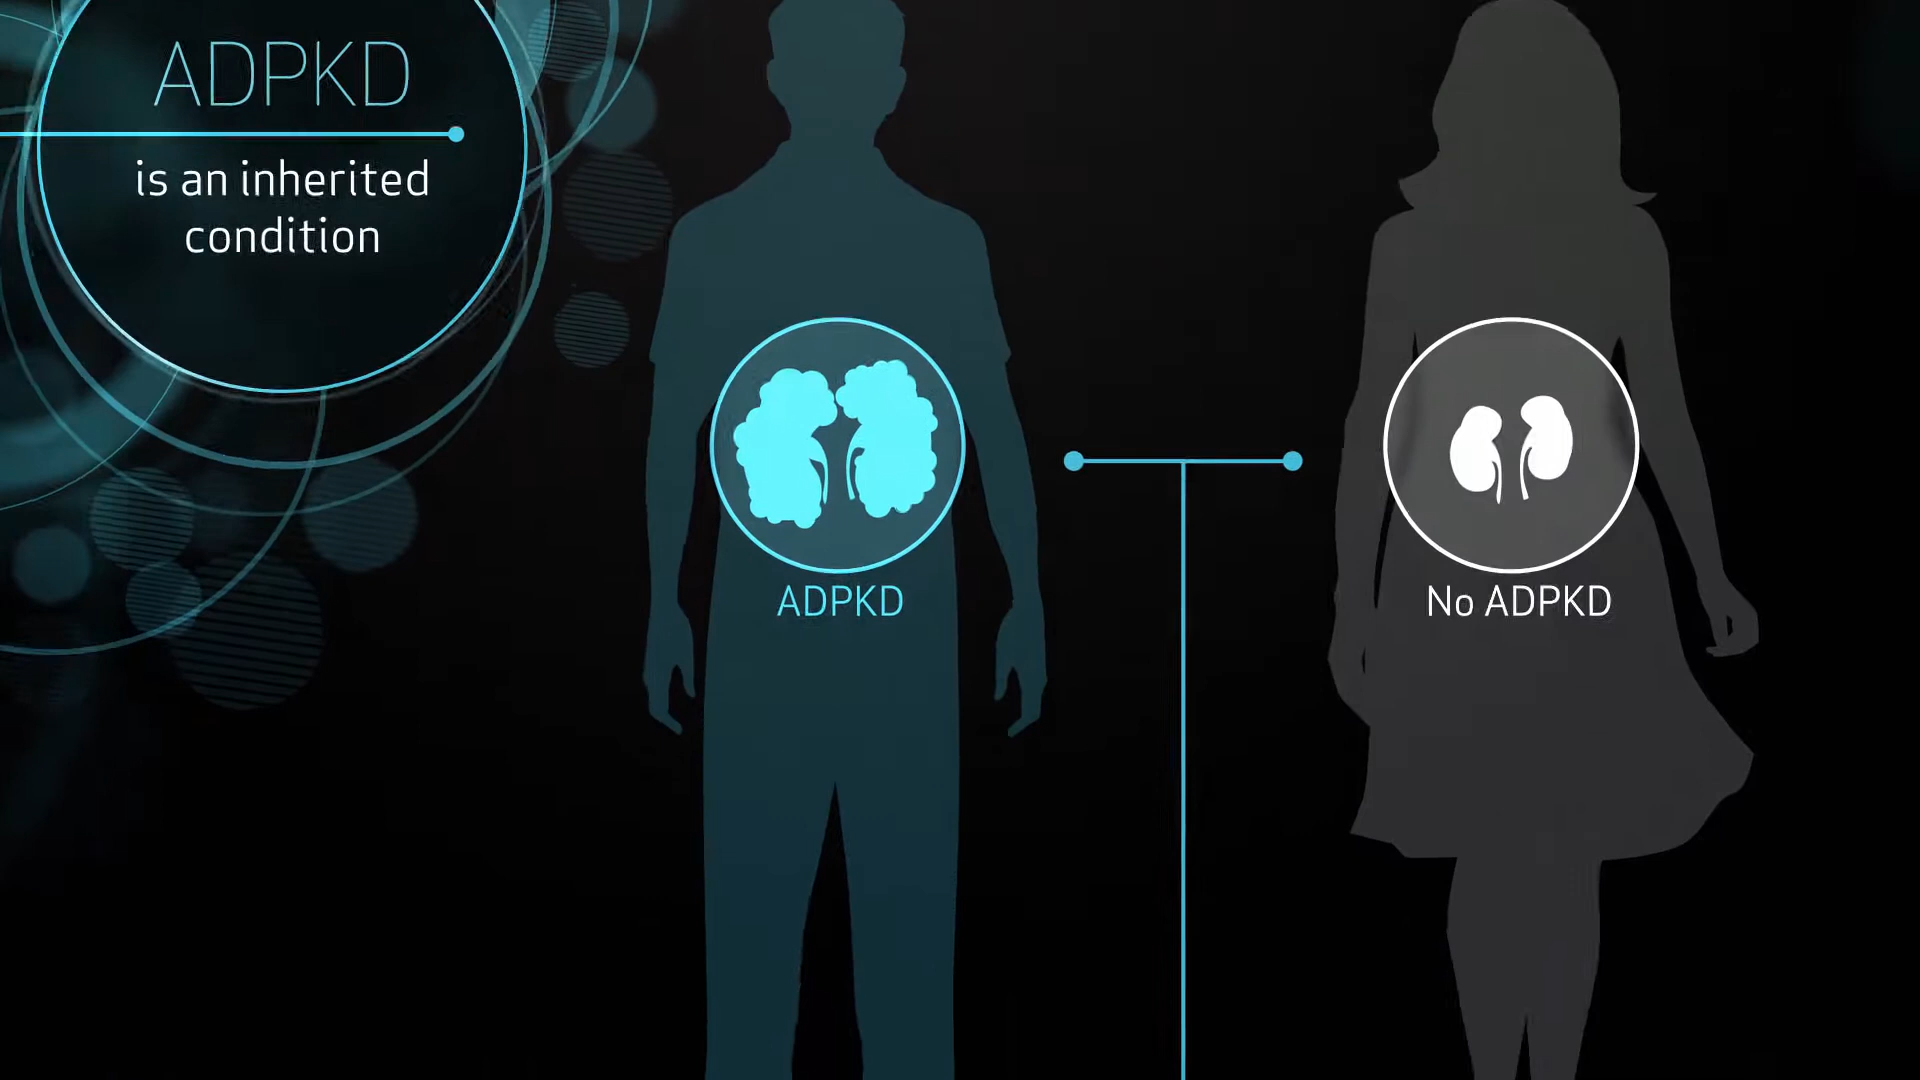 ADPKD
is an inherited
condition
ADPKD
No ADPKD